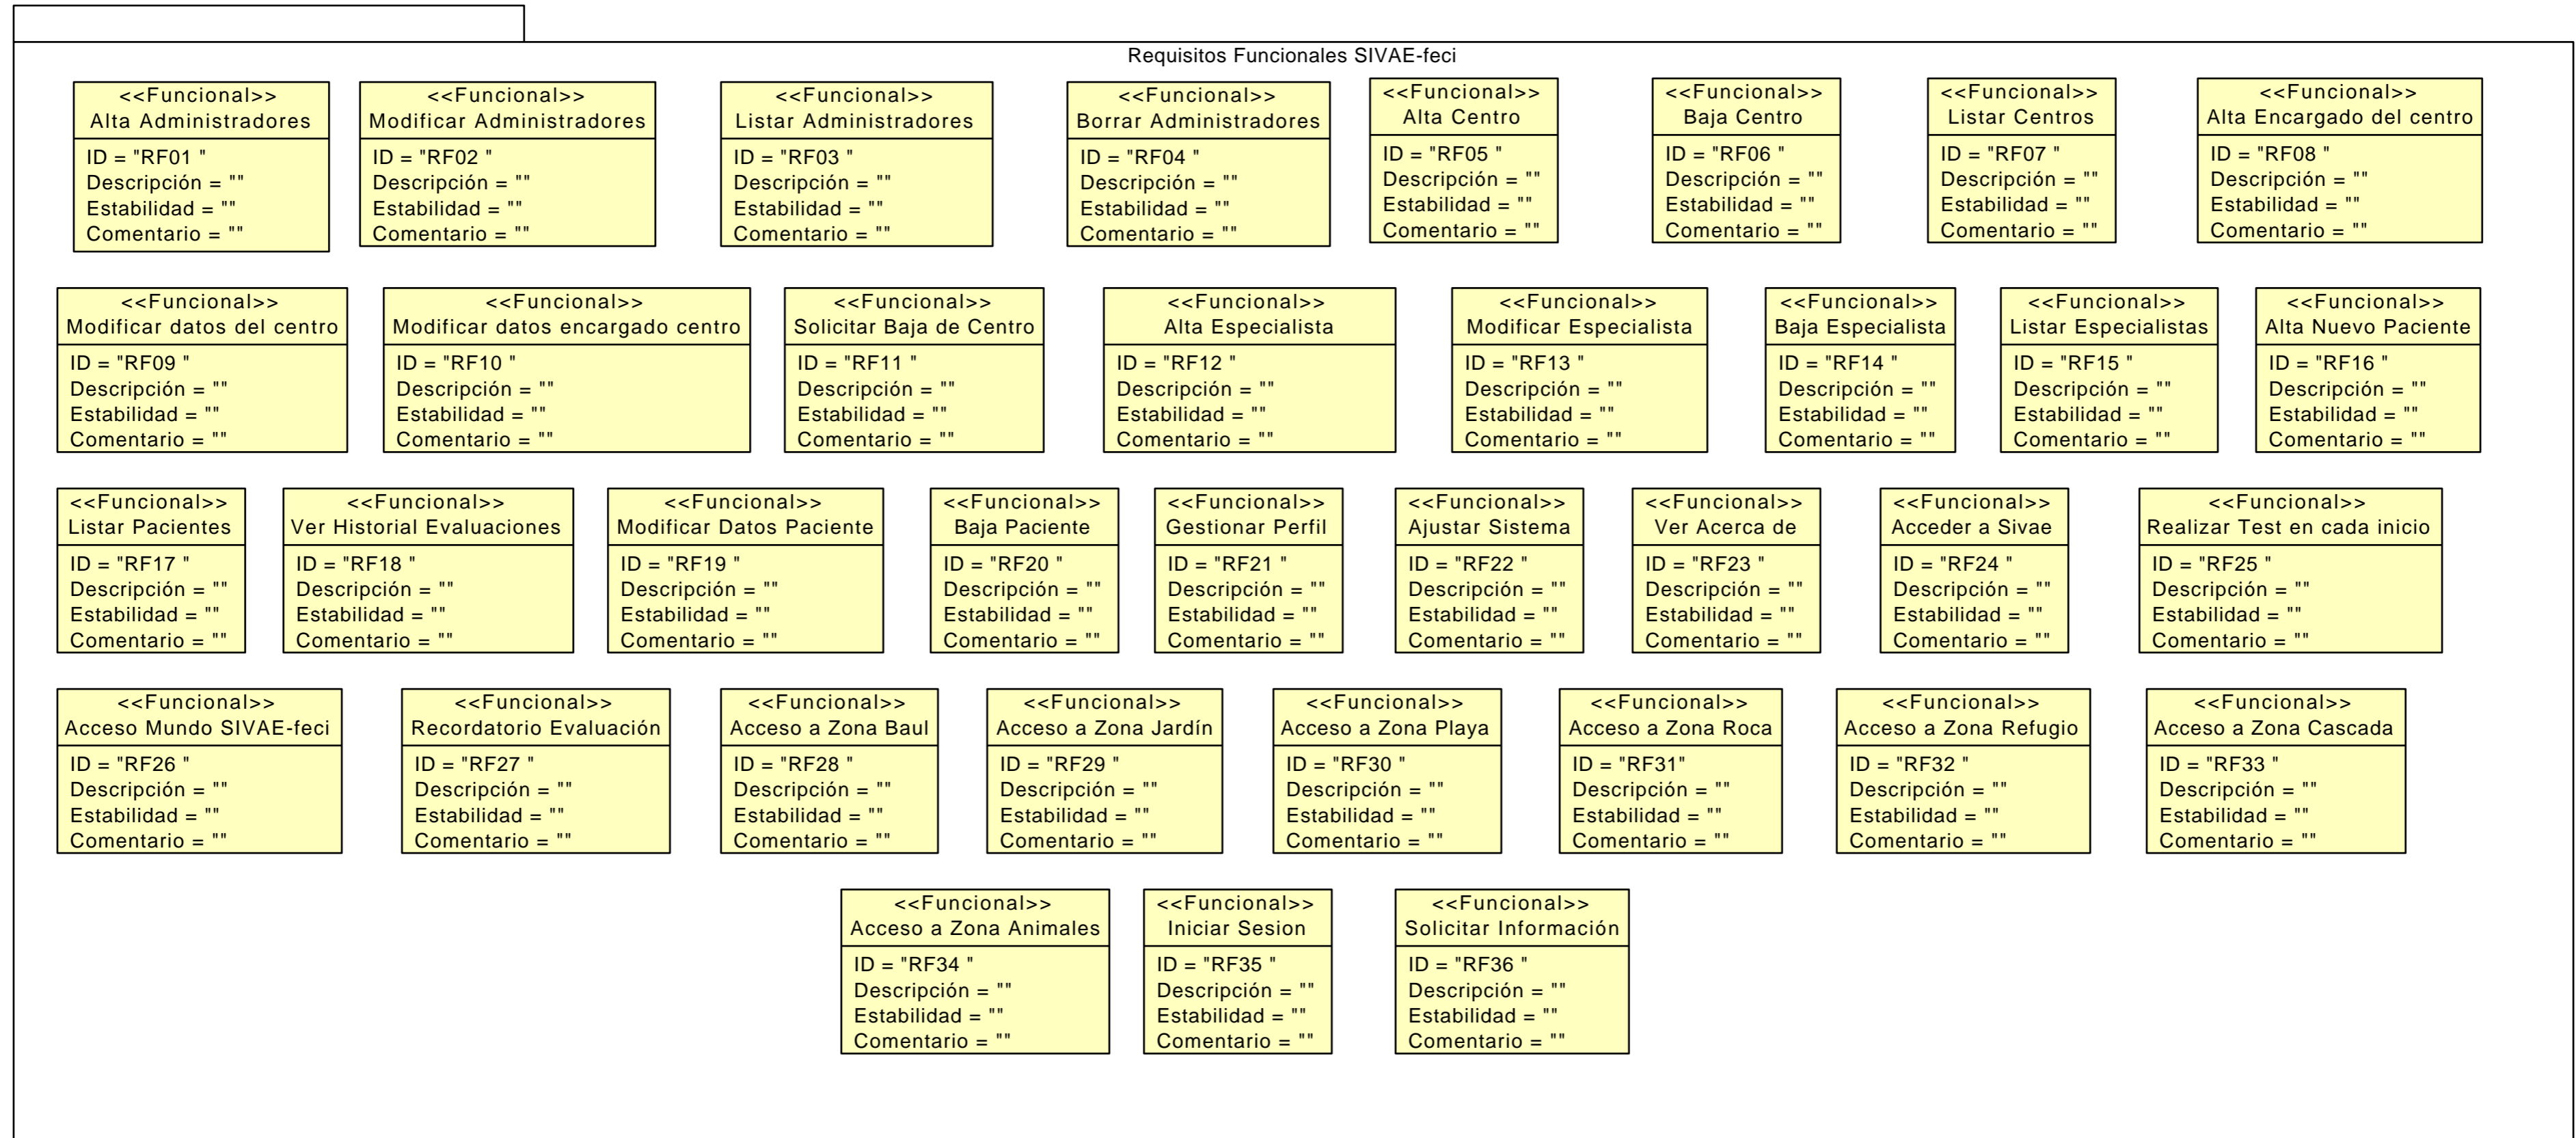 Requisitos Funcionales SIVAE-feci
<<Funcional>>
Alta Administradores
ID = "RF01 "
Descripción = ""
Estabilidad = ""
Comentario = ""
<<Funcional>>
Modificar Administradores
ID = "RF02 "
Descripción = ""
Estabilidad = ""
Comentario = ""
<<Funcional>>
Listar Administradores
ID = "RF03 "
Descripción = ""
Estabilidad = ""
Comentario = ""
<<Funcional>>
Borrar Administradores
ID = "RF04 "
Descripción = ""
Estabilidad = ""
Comentario = ""
<<Funcional>>
Alta Centro
ID = "RF05 "
Descripción = ""
Estabilidad = ""
Comentario = ""
<<Funcional>>
Baja Centro
ID = "RF06 "
Descripción = ""
Estabilidad = ""
Comentario = ""
<<Funcional>>
Listar Centros
ID = "RF07 "
Descripción = ""
Estabilidad = ""
Comentario = ""
<<Funcional>>
Alta Encargado del centro
ID = "RF08 "
Descripción = ""
Estabilidad = ""
Comentario = ""
<<Funcional>>
Modificar datos del centro
ID = "RF09 "
Descripción = ""
Estabilidad = ""
Comentario = ""
<<Funcional>>
Modificar datos encargado centro
ID = "RF10 "
Descripción = ""
Estabilidad = ""
Comentario = ""
<<Funcional>>
Solicitar Baja de Centro
ID = "RF11 "
Descripción = ""
Estabilidad = ""
Comentario = ""
<<Funcional>>
Alta Especialista
ID = "RF12 "
Descripción = ""
Estabilidad = ""
Comentario = ""
<<Funcional>>
Modificar Especialista
ID = "RF13 "
Descripción = ""
Estabilidad = ""
Comentario = ""
<<Funcional>>
Baja Especialista
ID = "RF14 "
Descripción = ""
Estabilidad = ""
Comentario = ""
<<Funcional>>
Listar Especialistas
ID = "RF15 "
Descripción = ""
Estabilidad = ""
Comentario = ""
<<Funcional>>
Alta Nuevo Paciente
ID = "RF16 "
Descripción = ""
Estabilidad = ""
Comentario = ""
<<Funcional>>
Listar Pacientes
ID = "RF17 "
Descripción = ""
Estabilidad = ""
Comentario = ""
<<Funcional>>
Ver Historial Evaluaciones
ID = "RF18 "
Descripción = ""
Estabilidad = ""
Comentario = ""
<<Funcional>>
Modificar Datos Paciente
ID = "RF19 "
Descripción = ""
Estabilidad = ""
Comentario = ""
<<Funcional>>
Baja Paciente
ID = "RF20 "
Descripción = ""
Estabilidad = ""
Comentario = ""
<<Funcional>>
Gestionar Perfil
ID = "RF21 "
Descripción = ""
Estabilidad = ""
Comentario = ""
<<Funcional>>
Ajustar Sistema
ID = "RF22 "
Descripción = ""
Estabilidad = ""
Comentario = ""
<<Funcional>>
Ver Acerca de
ID = "RF23 "
Descripción = ""
Estabilidad = ""
Comentario = ""
<<Funcional>>
Acceder a Sivae
ID = "RF24 "
Descripción = ""
Estabilidad = ""
Comentario = ""
<<Funcional>>
Realizar Test en cada inicio
ID = "RF25 "
Descripción = ""
Estabilidad = ""
Comentario = ""
<<Funcional>>
Acceso Mundo SIVAE-feci
ID = "RF26 "
Descripción = ""
Estabilidad = ""
Comentario = ""
<<Funcional>>
Recordatorio Evaluación
ID = "RF27 "
Descripción = ""
Estabilidad = ""
Comentario = ""
<<Funcional>>
Acceso a Zona Baul
ID = "RF28 "
Descripción = ""
Estabilidad = ""
Comentario = ""
<<Funcional>>
Acceso a Zona Jardín
ID = "RF29 "
Descripción = ""
Estabilidad = ""
Comentario = ""
<<Funcional>>
Acceso a Zona Playa
ID = "RF30 "
Descripción = ""
Estabilidad = ""
Comentario = ""
<<Funcional>>
Acceso a Zona Roca
ID = "RF31"
Descripción = ""
Estabilidad = ""
Comentario = ""
<<Funcional>>
Acceso a Zona Refugio
ID = "RF32 "
Descripción = ""
Estabilidad = ""
Comentario = ""
<<Funcional>>
Acceso a Zona Cascada
ID = "RF33 "
Descripción = ""
Estabilidad = ""
Comentario = ""
<<Funcional>>
Acceso a Zona Animales
ID = "RF34 "
Descripción = ""
Estabilidad = ""
Comentario = ""
<<Funcional>>
Iniciar Sesion
ID = "RF35 "
Descripción = ""
Estabilidad = ""
Comentario = ""
<<Funcional>>
Solicitar Información
ID = "RF36 "
Descripción = ""
Estabilidad = ""
Comentario = ""